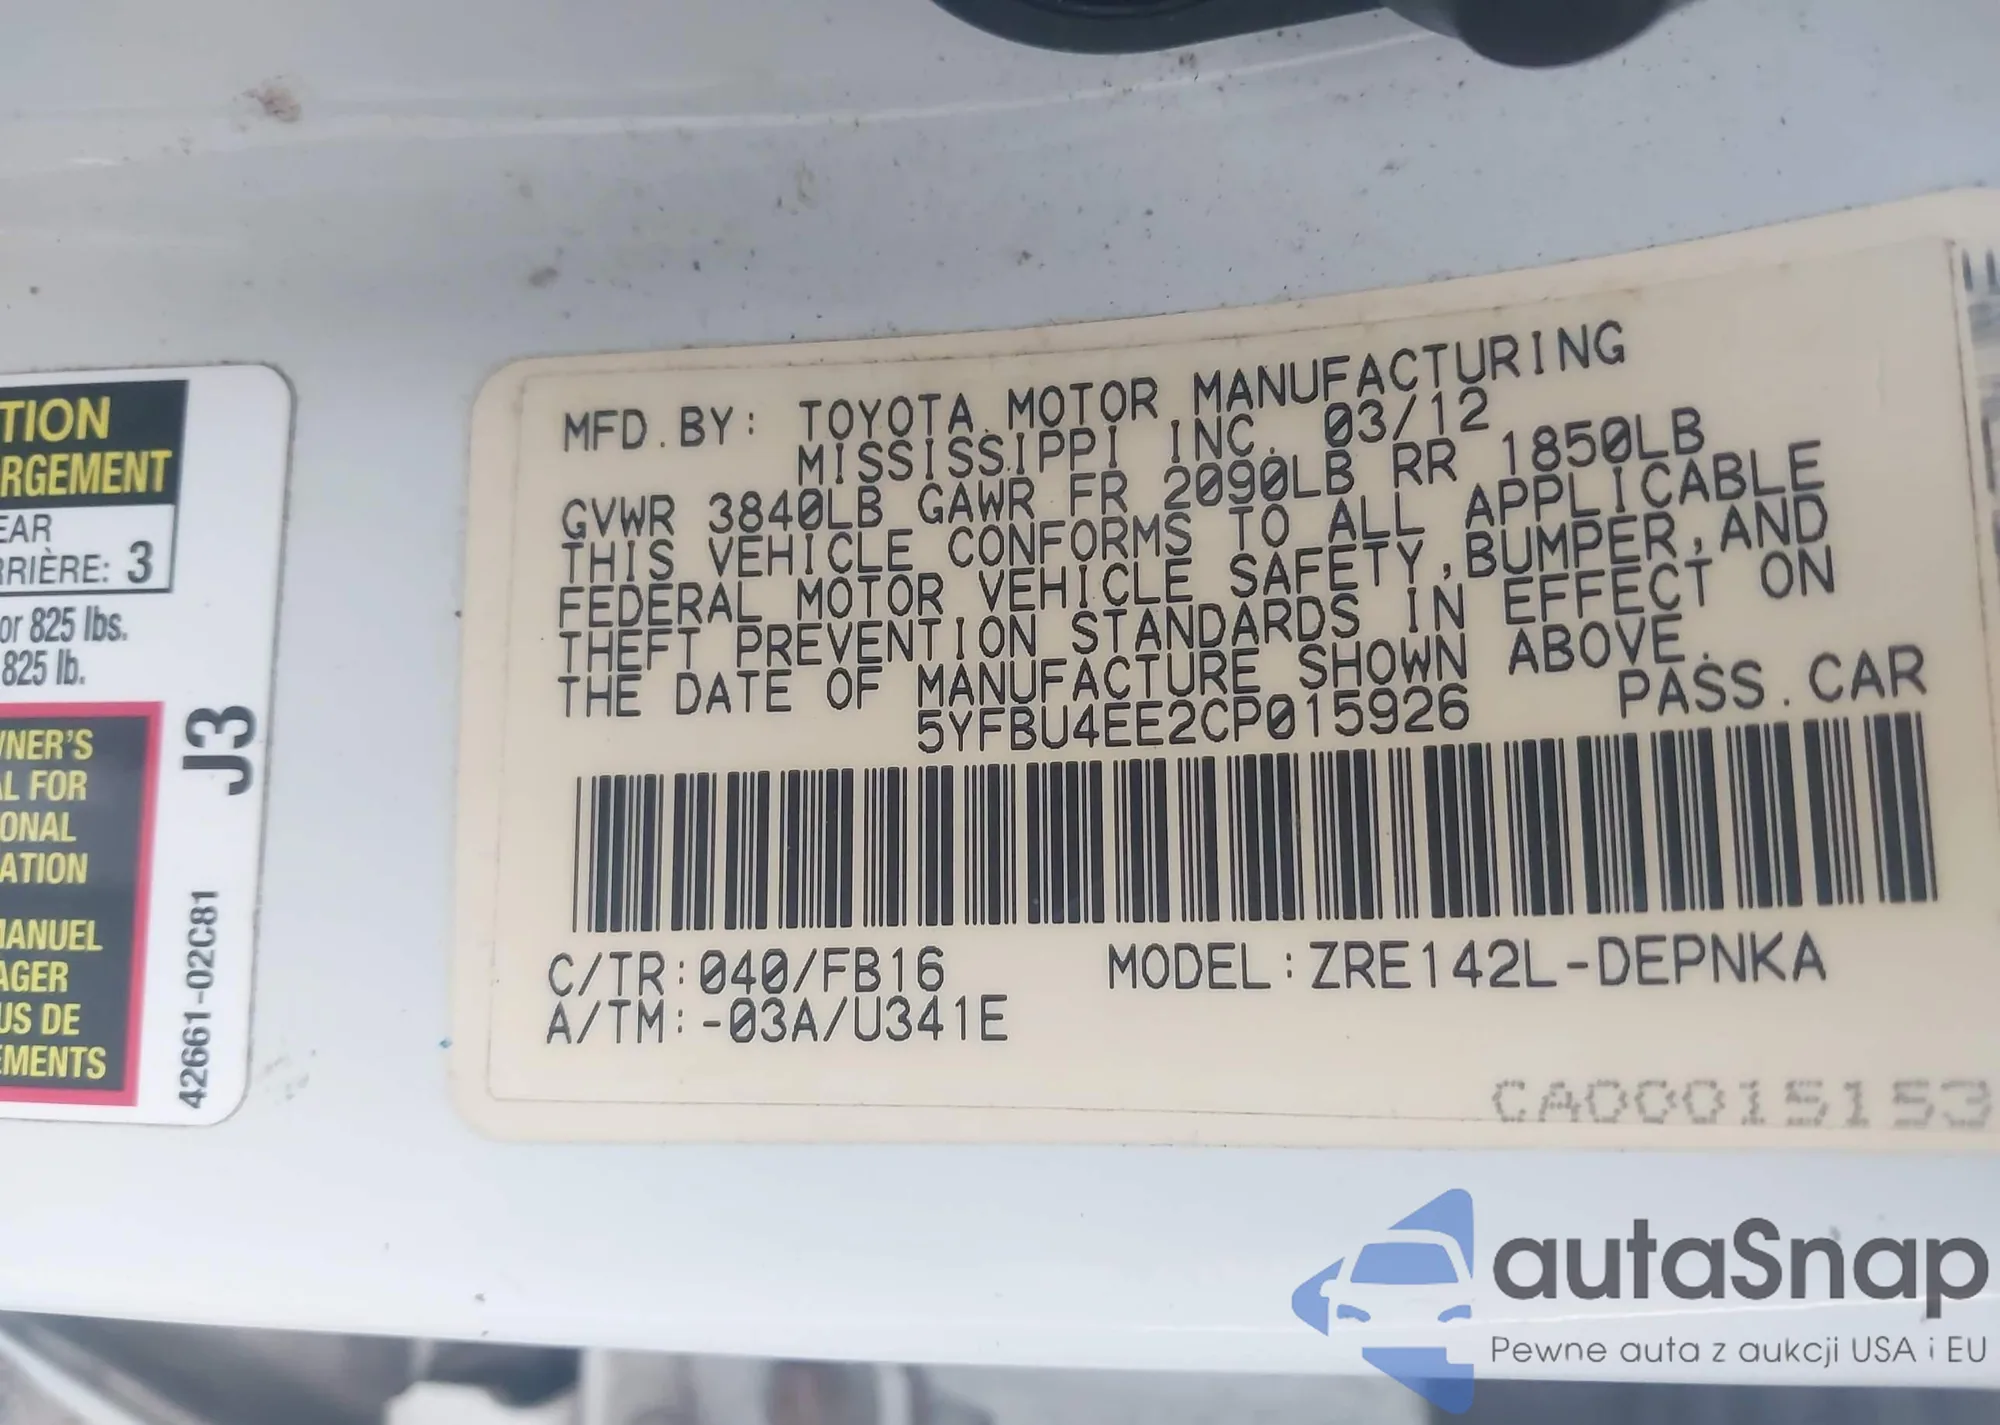 TION
RGEMENT
EAR
RRIÈRE: 3
or 825 lbs.
825 lb.
NER'S
L FOR
ONAL
ATION
MANUEL
AGER
US DE
EMENTS
J3
42661-02C81
MFD.BY: TOYOTA MOTOR MANUFACTURING
MISSISSIPPI INC. 03/12
GVWR 3840LB GAWR FR 2090LB RR 1850LB
THIS VEHICLE CONFORMS TO ALL APPLICABLE
FEDERAL MOTOR VEHICLE SAFETY,BUMPER,AND
THEFT PREVENTION STANDARDS IN EFFECT ON
THE DATE OF MANUFACTURE SHOWN ABOVE.
5YFBU4EE2CP015926 PASS.CAR
C/TR:040/FB16 MODEL:ZRE142L-DEPNKA
A/TM:-03A/U341E
CA00015153
autaSnap
Pewne auta z aukcji USA i EU